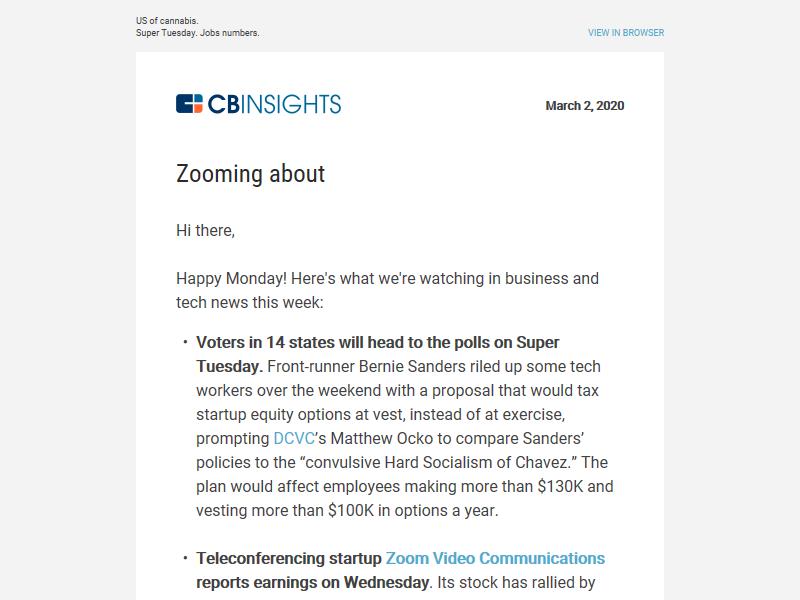 US of cannabis.
Super Tuesday. Jobs numbers.
VIEW IN BROWSER
CBINSIGHTS
March 2, 2020
Zooming about
Hi there,
Happy Monday! Here's what we're watching in business and
tech news this week:
• Voters in 14 states will head to the polls on Super
Tuesday. Front-runner Bernie Sanders riled up some tech
workers over the weekend with a proposal that would tax
startup equity options at vest, instead of at exercise,
prompting DCVC’s Matthew Ocko to compare Sanders’
policies to the “convulsive Hard Socialism of Chavez.” The
plan would affect employees making more than $130K and
vesting more than $100K in options a year.
• Teleconferencing startup Zoom Video Communications
reports earnings on Wednesday. Its stock has rallied by